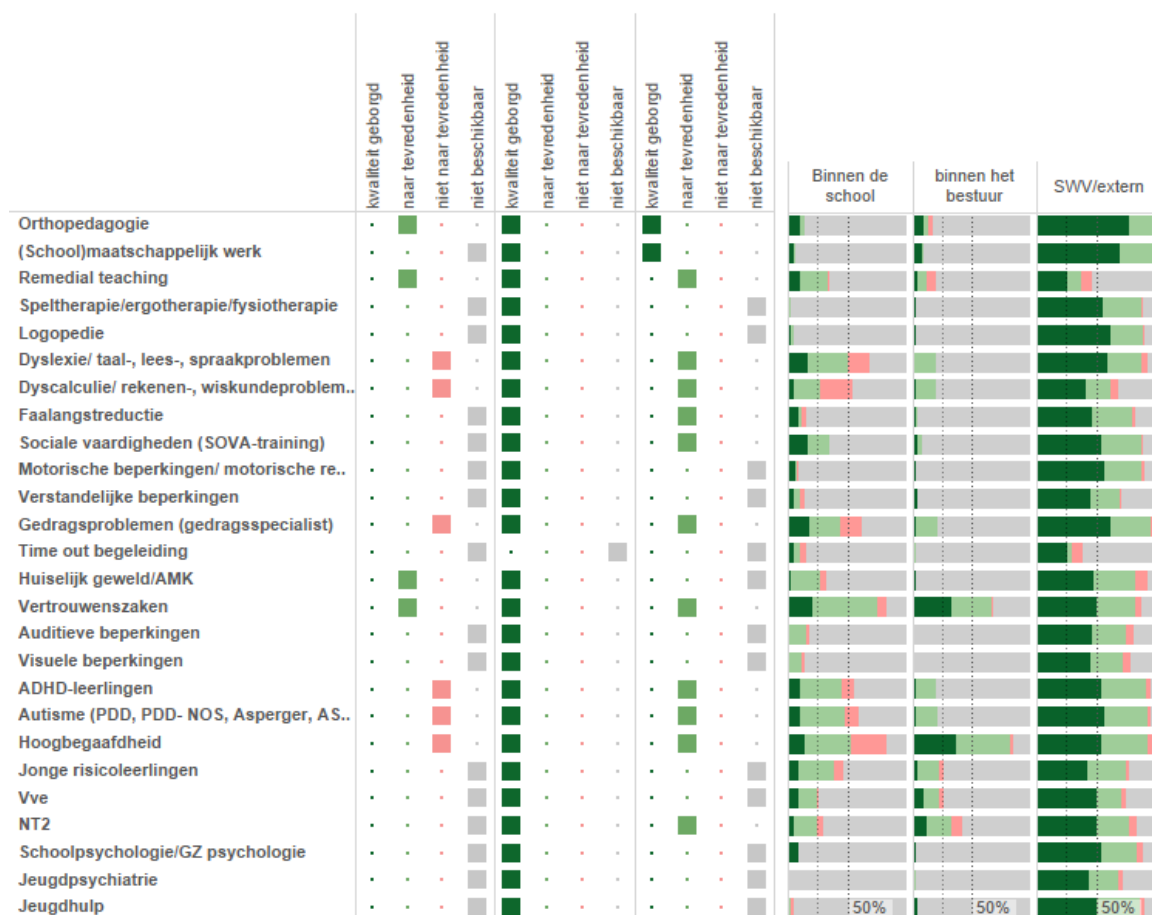 kwaliteit geborgd
naar tevredenheid
niet naar tevredenheid
niet beschikbaar
kwaliteit geborgd
naar tevredenheid
niet naar tevredenheid
niet beschikbaar
kwaliteit geborgd
naar tevredenheid
niet naar tevredenheid
niet beschikbaar
Binnen de
school
binnen het
bestuur
SWV/extern
Orthopedagogie
(School)maatschappelijk werk
Remedial teaching
Speltherapie/ergotherapie/fysiotherapie
Logopedie
Dyslexie/ taal-, lees-, spraakproblemen
Dyscalculie/ rekenen-, wiskundeproblem..
Faalangstreductie
Sociale vaardigheden (SOVA-training)
Motorische beperkingen/ motorische re..
Verstandelijke beperkingen
Gedragsproblemen (gedragsspecialist)
Time out begeleiding
Huiselijk geweld/AMK
Vertrouwenszaken
Auditieve beperkingen
Visuele beperkingen
ADHD-leerlingen
Autisme (PDD, PDD- NOS, Asperger, AS..
Hoogbegaafdheid
Jonge risicoleerlingen
Vve
NT2
Schoolpsychologie/GZ psychologie
Jeugdpsychiatrie
Jeugdhulp
50%
50%
50%